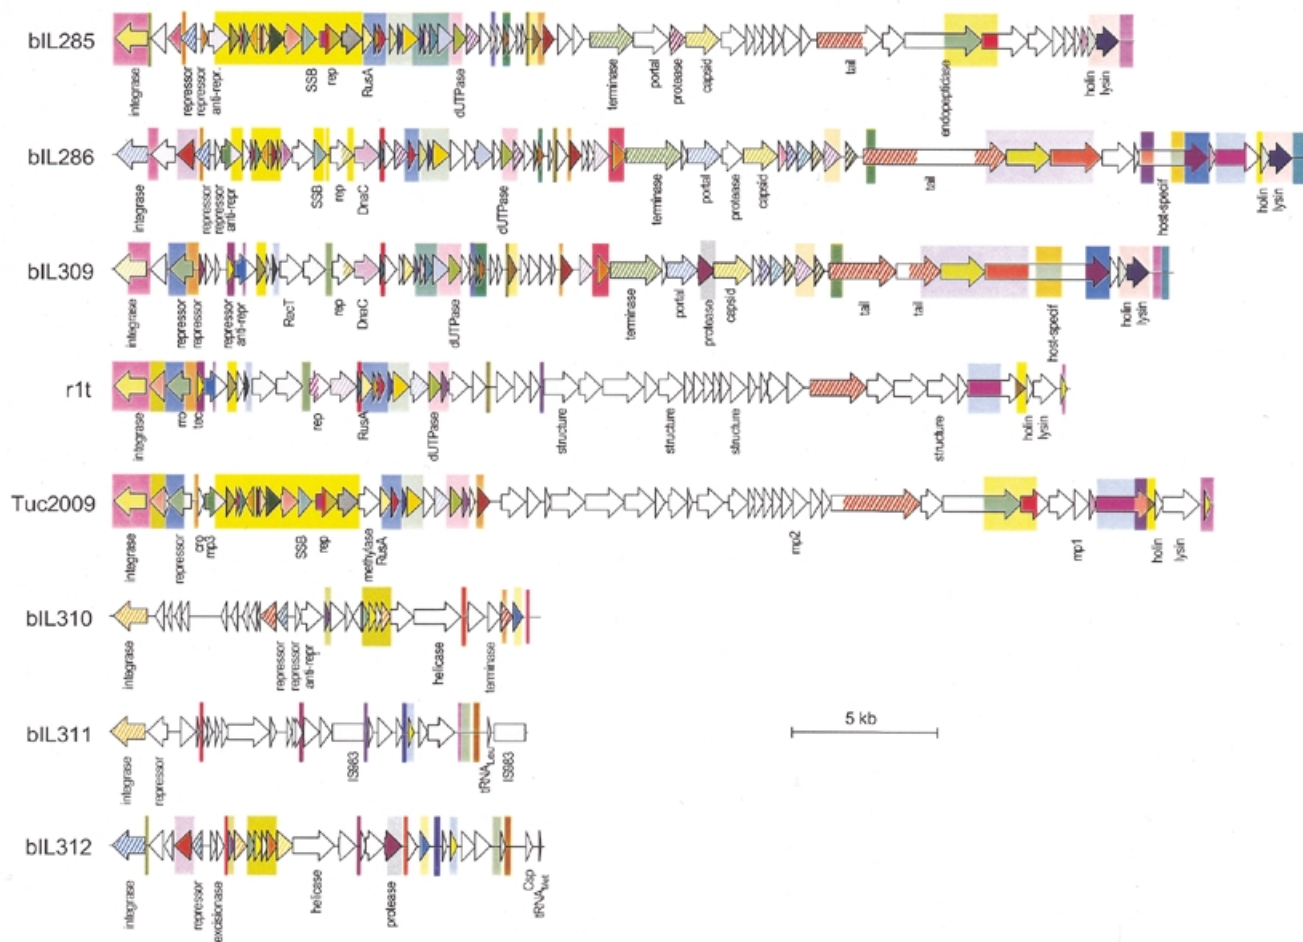 bIL285
integrase
repressor
repressor
anti-repr.
SSB
rep
RusA
dUTPase
terminase
portal
protease
capsid
tail
endopeptidase
holin
lysin
bIL286
integrase
repressor
repressor
anti-repr
SSB
rep
DnaC
dUTPase
terminase
portal
protease
capsid
tail
host-specif
holin
lysin
bIL309
integrase
repressor
repressor
repressor
anti-repr
RecT
rep
DnaC
dUTPase
terminase
portal
protease
capsid
tail
tail
host-specf
holin
lysin
r1t
integrase
rro
tec
rep
RusA
dUTPase
structure
structure
structure
structure
holin
lysin
Tuc2009
integrase
repressor
cro
mp3
SSB
rep
methylase
RusA
mp2
mp1
holin
lysin
bIL310
integrase
repressor
repressor
anti-repr
helicase
terminase
5 kb
bIL311
integrase
repressor
IS983
tRNALeu
IS983
bIL312
integrase
repressor
excisionase
helicase
protease
Csp
tRNAMet